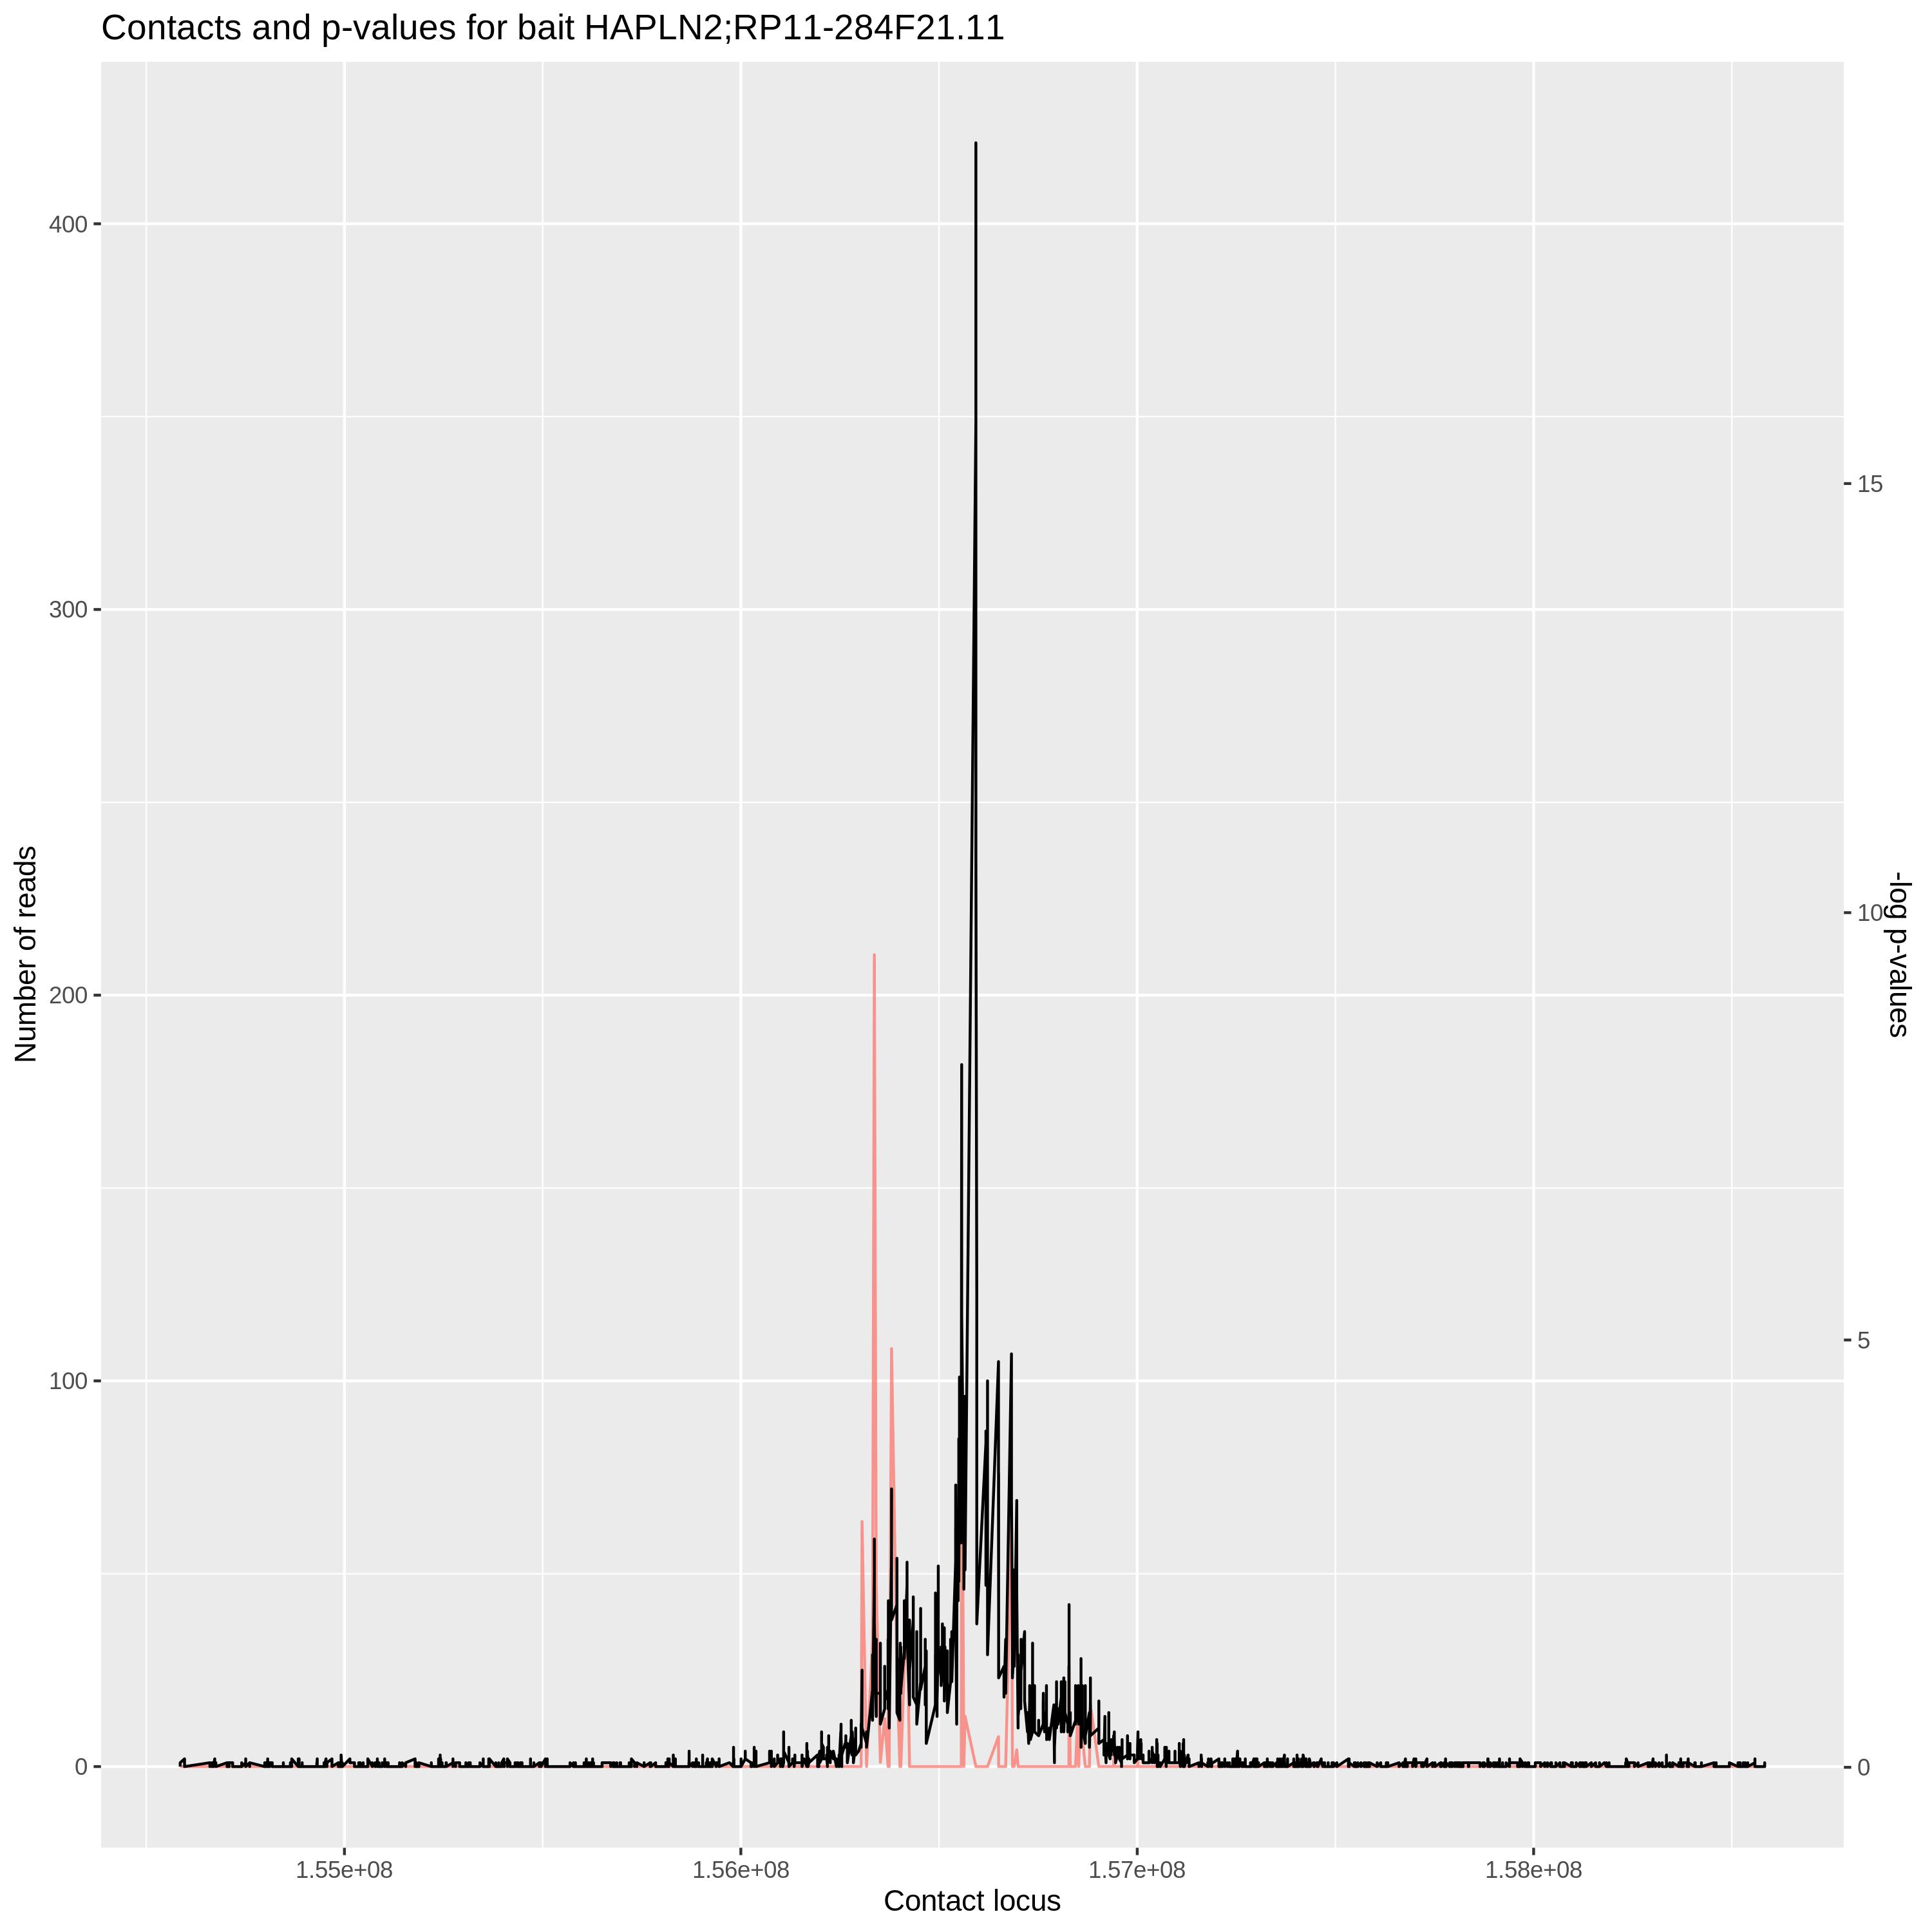 Contacts and p-values for bait HAPLN2;RP11-284F21.11
Number of reads
400
300
200
100
0
15
10
5
0
-log p-values
1.55e+08
1.56e+08
1.57e+08
1.58e+08
Contact locus